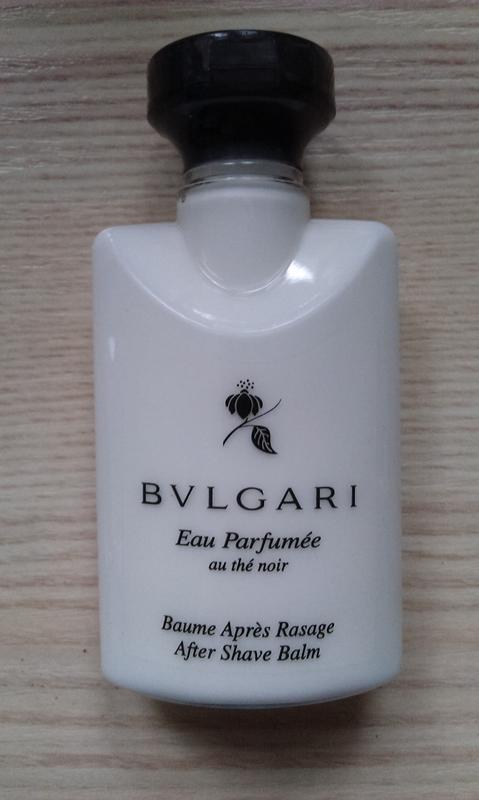 BVLGARI
Eau Parfumée
au thé noir
Baume Après Rasage
After Shave Balm